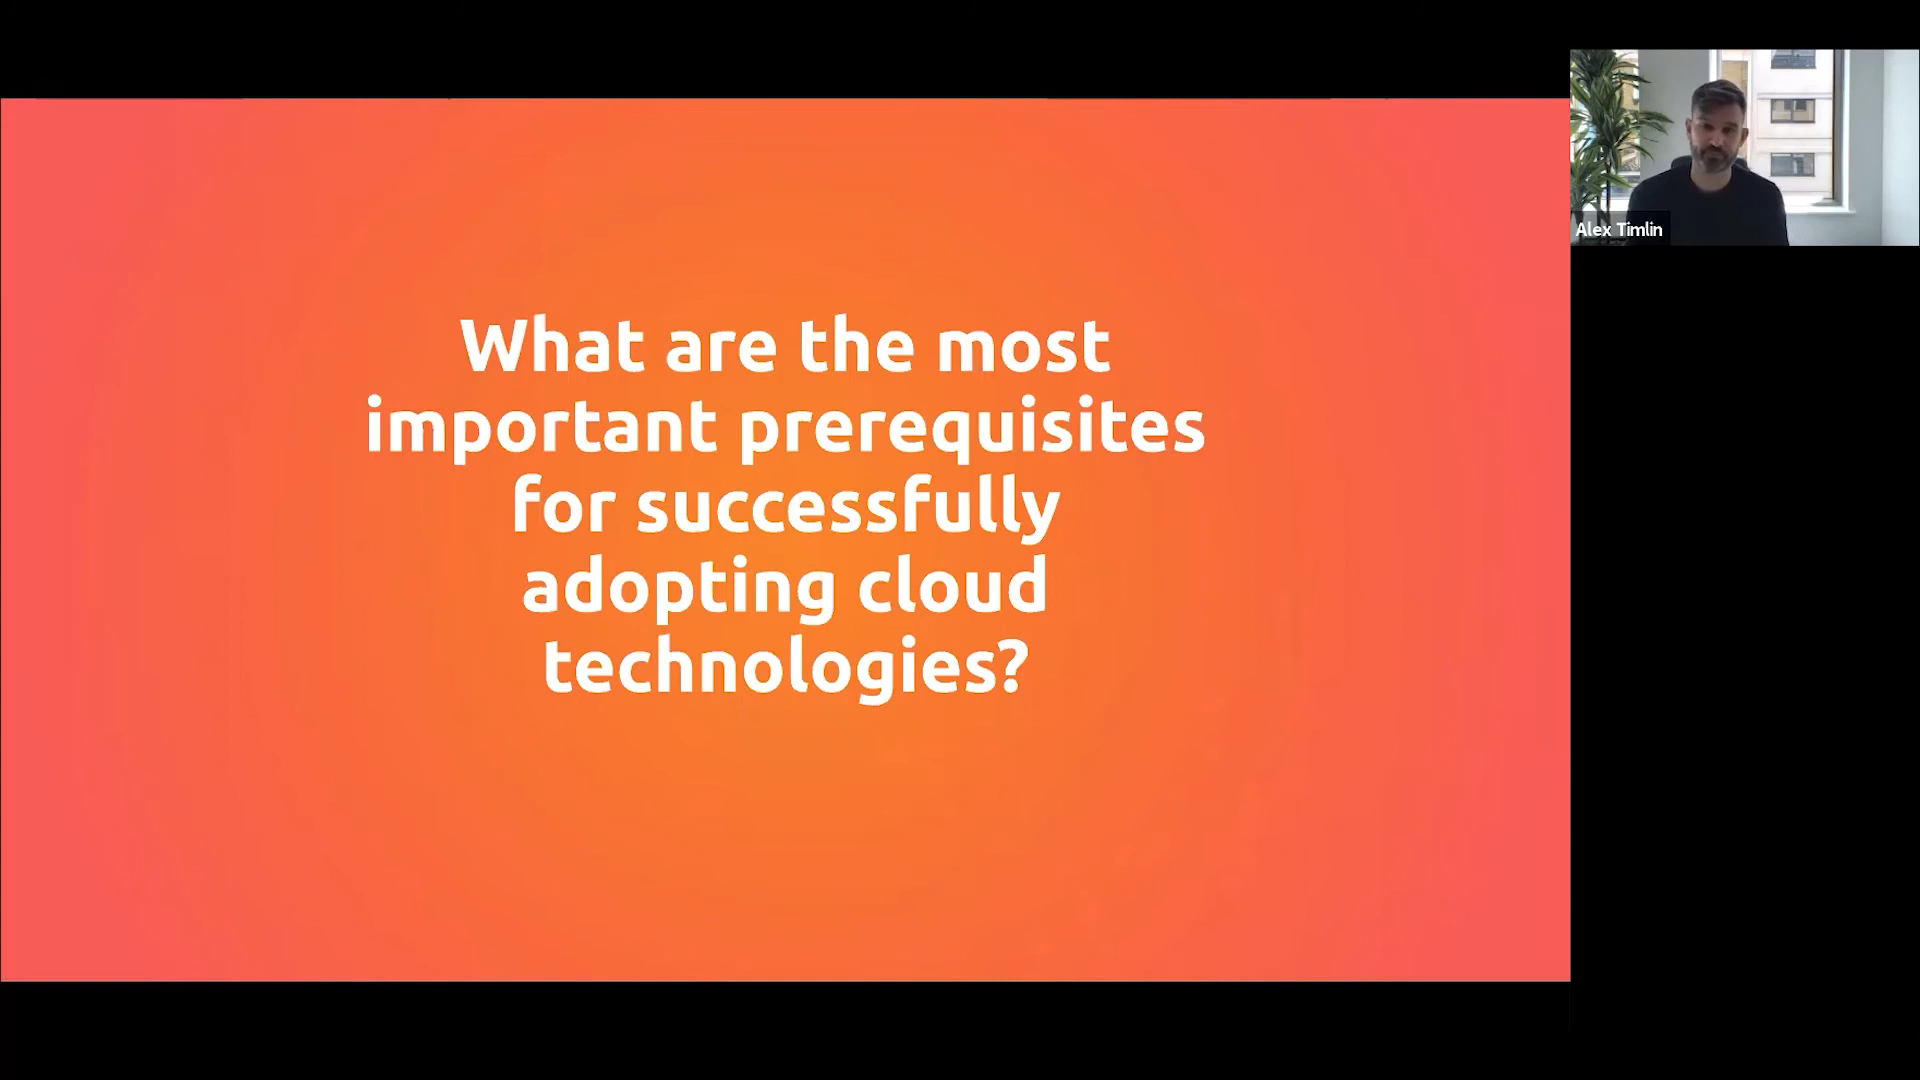 What are the most
important prerequisites
for successfully
adopting cloud
technologies?
Alex Timlin